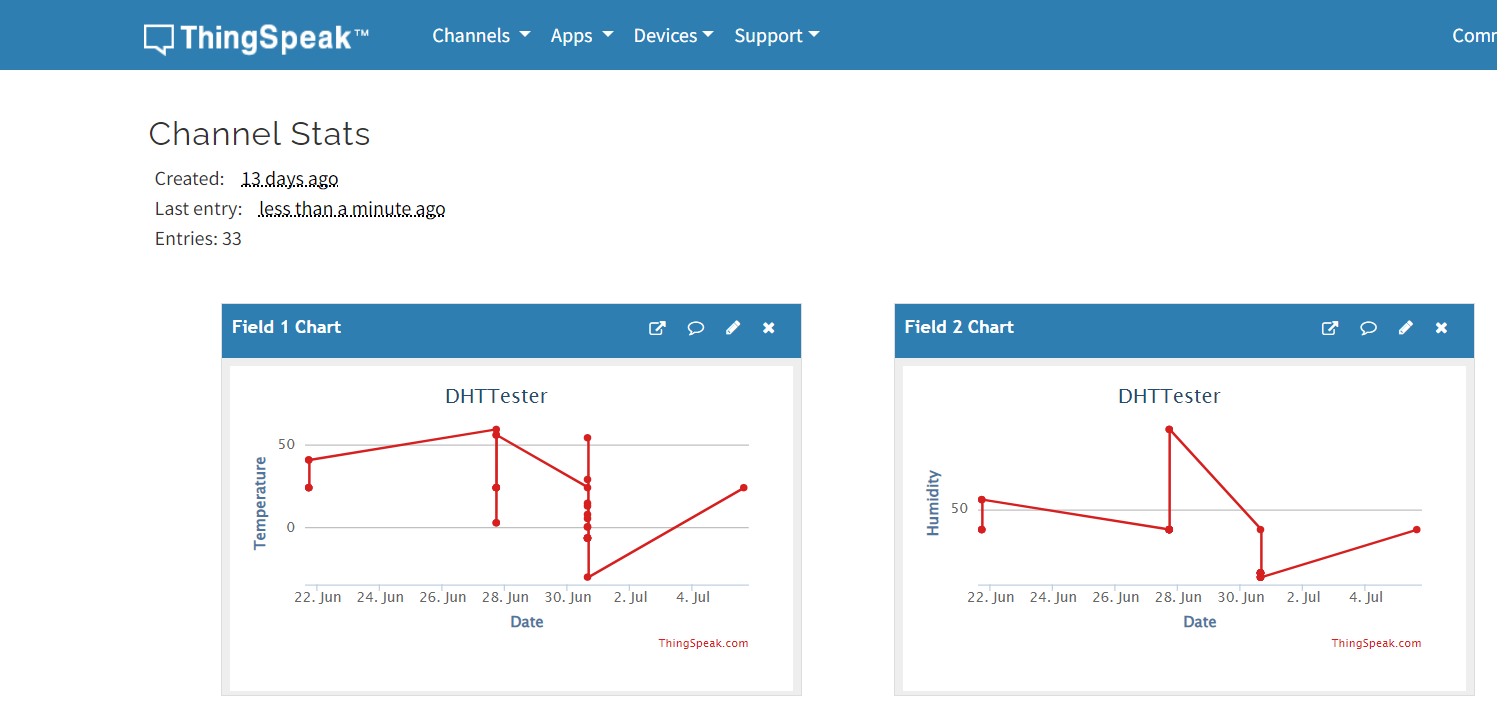 ThingSpeak™ Channels Apps Devices Support
Channel Stats
Created: 13 days ago
Last entry: less than a minute ago
Entries: 33
Field 1 Chart
DHTTester
Temperature
50
0
22. Jun 24. Jun 26. Jun 28. Jun 30. Jun 2. Jul 4. Jul
Date
ThingSpeak.com
Field 2 Chart
DHTTester
Humidity
50
22. Jun 24. Jun 26. Jun 28. Jun 30. Jun 2. Jul 4. Jul
Date
ThingSpeak.com